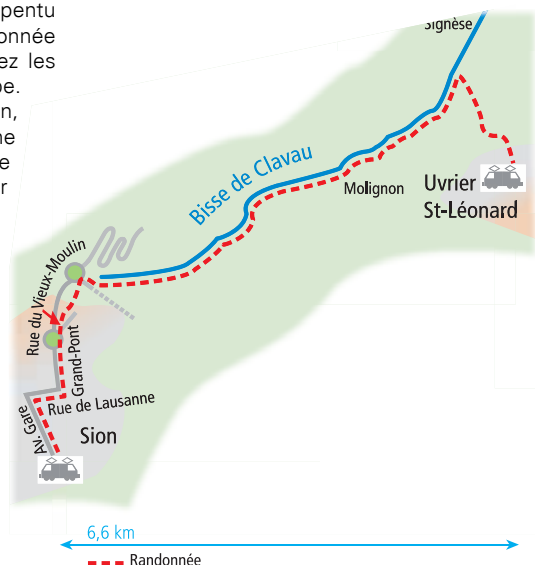 pentu
onnée
ez les
pe.
n,
ne
e
r
Signèse
Bisse de Clavau
Molignon
Uvrier
St-Léonard
Rue du Vieux-Moulin
Grand-Pont
Rue de Lausanne
Av. Gare
Sion
6,6 km
Randonnée